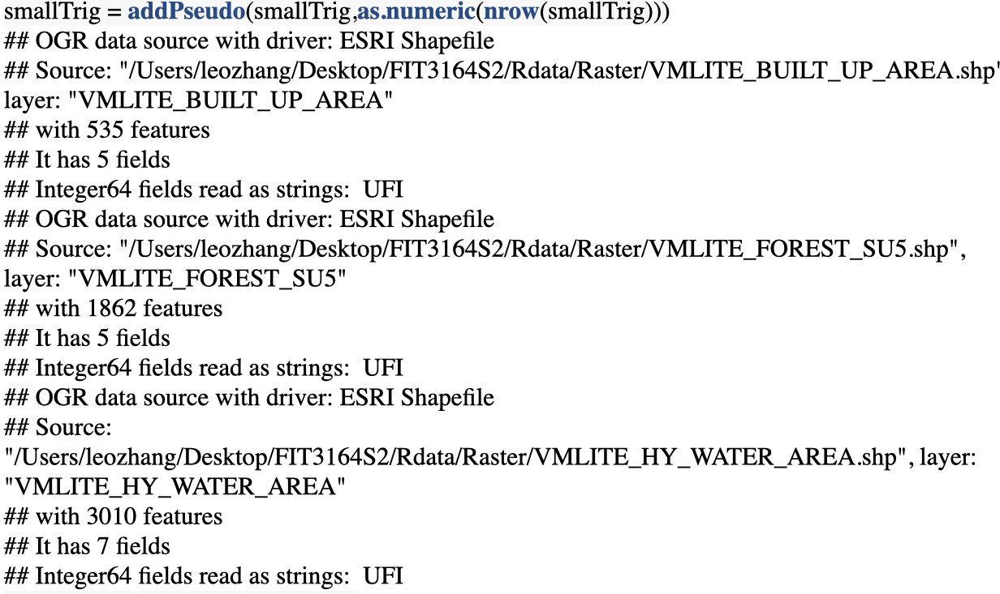 smallTrig = addPseudo(smallTrig,as.numeric(nrow(smallTrig)))
## OGR data source with driver: ESRI Shapefile
## Source: "/Users/leozhang/Desktop/FIT3164S2/Rdata/Raster/VMLITE_BUILT_UP_AREA.shp"
layer: "VMLITE_BUILT_UP_AREA"
## with 535 features
## It has 5 fields
## Integer64 fields read as strings:  UFI
## OGR data source with driver: ESRI Shapefile
## Source: "/Users/leozhang/Desktop/FIT3164S2/Rdata/Raster/VMLITE_FOREST_SU5.shp",
layer: "VMLITE_FOREST_SU5"
## with 1862 features
## It has 5 fields
## Integer64 fields read as strings:  UFI
## OGR data source with driver: ESRI Shapefile
## Source:
"/Users/leozhang/Desktop/FIT3164S2/Rdata/Raster/VMLITE_HY_WATER_AREA.shp", layer:
"VMLITE_HY_WATER_AREA"
## with 3010 features
## It has 7 fields
## Integer64 fields read as strings:  UFI